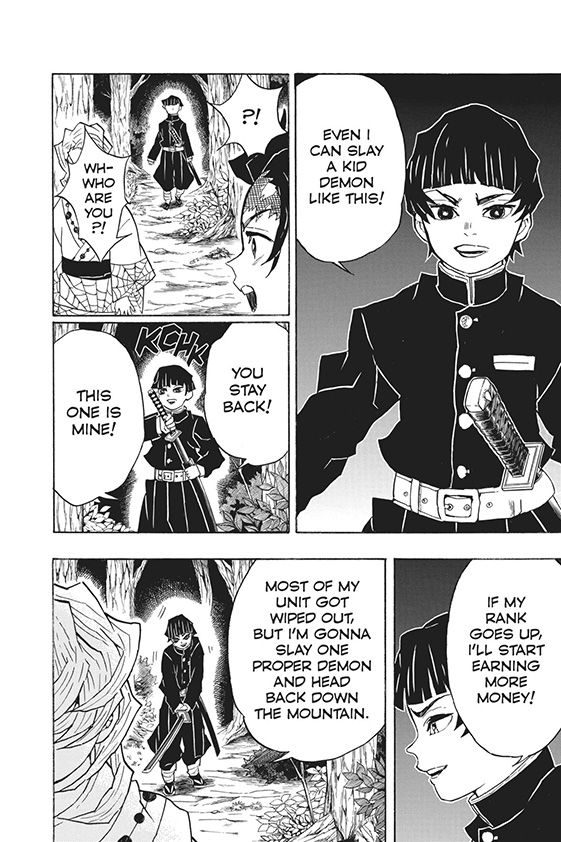 EVEN I
CAN SLAY
A KID
DEMON
LIKE THIS!
?!
WH-
WHO
ARE
YOU
?!
KCHK
YOU
STAY
BACK!
THIS
ONE IS
MINE!
IF MY
RANK
GOES UP,
I'LL START
EARNING
MORE
MONEY!
MOST OF MY
UNIT GOT
WIPED OUT,
BUT I'M GONNA
SLAY ONE
PROPER DEMON
AND HEAD
BACK DOWN
THE MOUNTAIN.